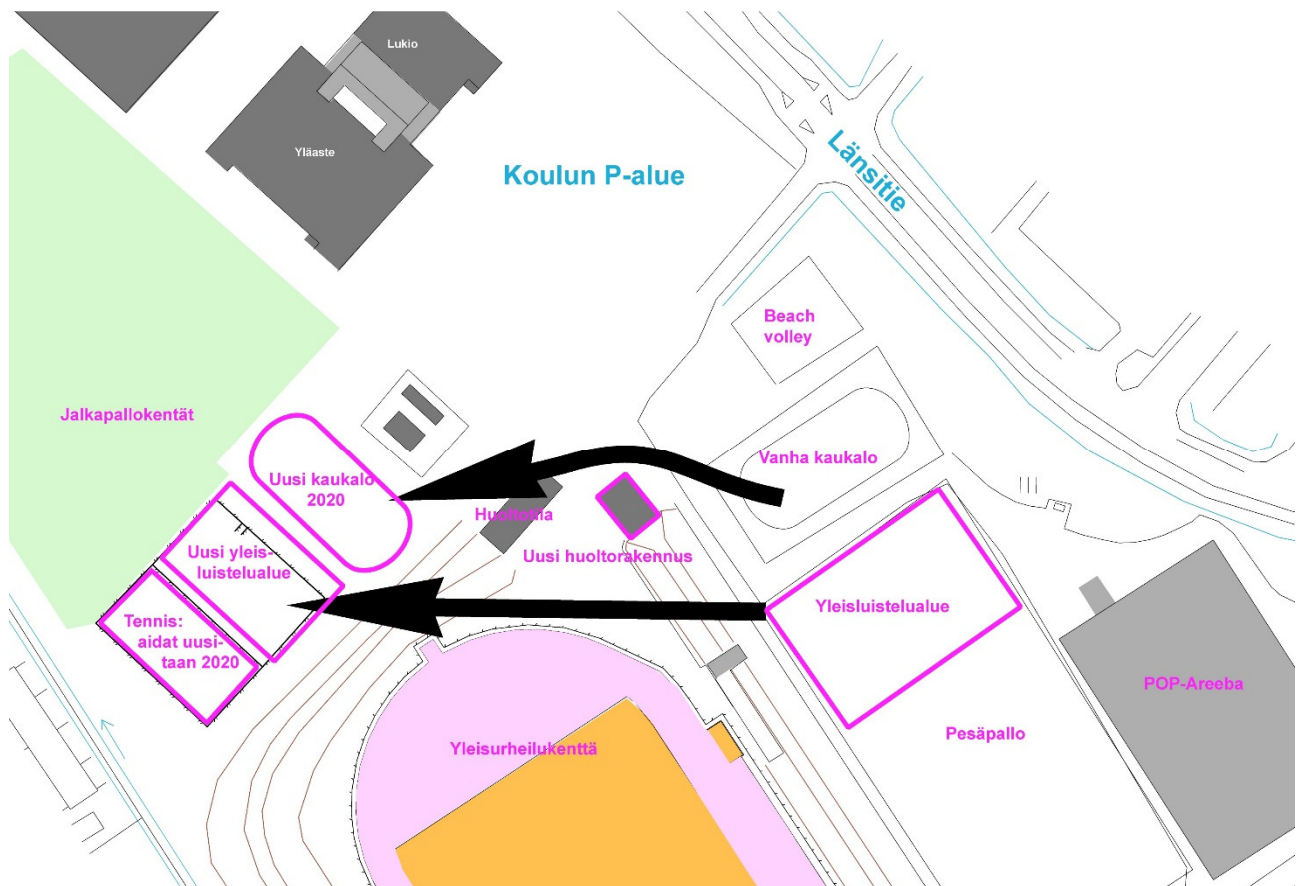 Lukio
Yläaste
Koulun P-alue
Länsitie
Beach
volley
Jalkapallokentät
Vanha kaukalo
Uusi kaukalo
2020
Huoltotila
Uusi huoltorakennus
Uusi yleis-
luistelualue
Yleisluistelualue
Tennis:
aidat uusi-
taan 2020
POP-Areeba
Pesäpallo
Yleisurheilukenttä